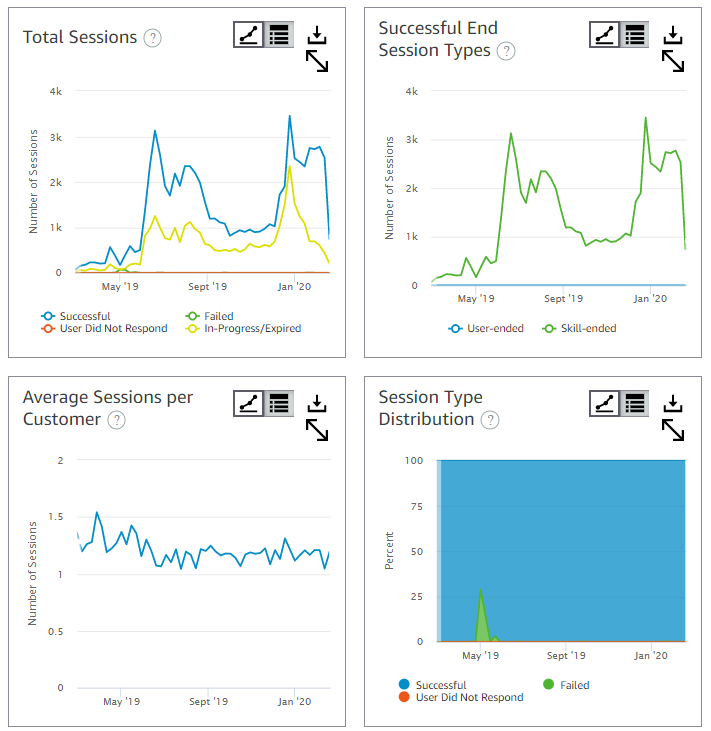 Total Sessions ?
4k
3k
2k
1k
0
Number of Sessions
May '19
Sept '19
Jan '20
Successful
Failed
User Did Not Respond
In-Progress/Expired
Successful End
Session Types ?
4k
3k
2k
1k
0
Number of Sessions
May '19
Sept '19
Jan '20
User-ended
Skill-ended
Average Sessions per
Customer ?
2
1.5
1
0.5
0
Number of Sessions
May '19
Sept '19
Jan '20
Session Type
Distribution ?
100
75
50
25
0
Percent
May '19
Sept '19
Jan '20
Successful
Failed
User Did Not Respond